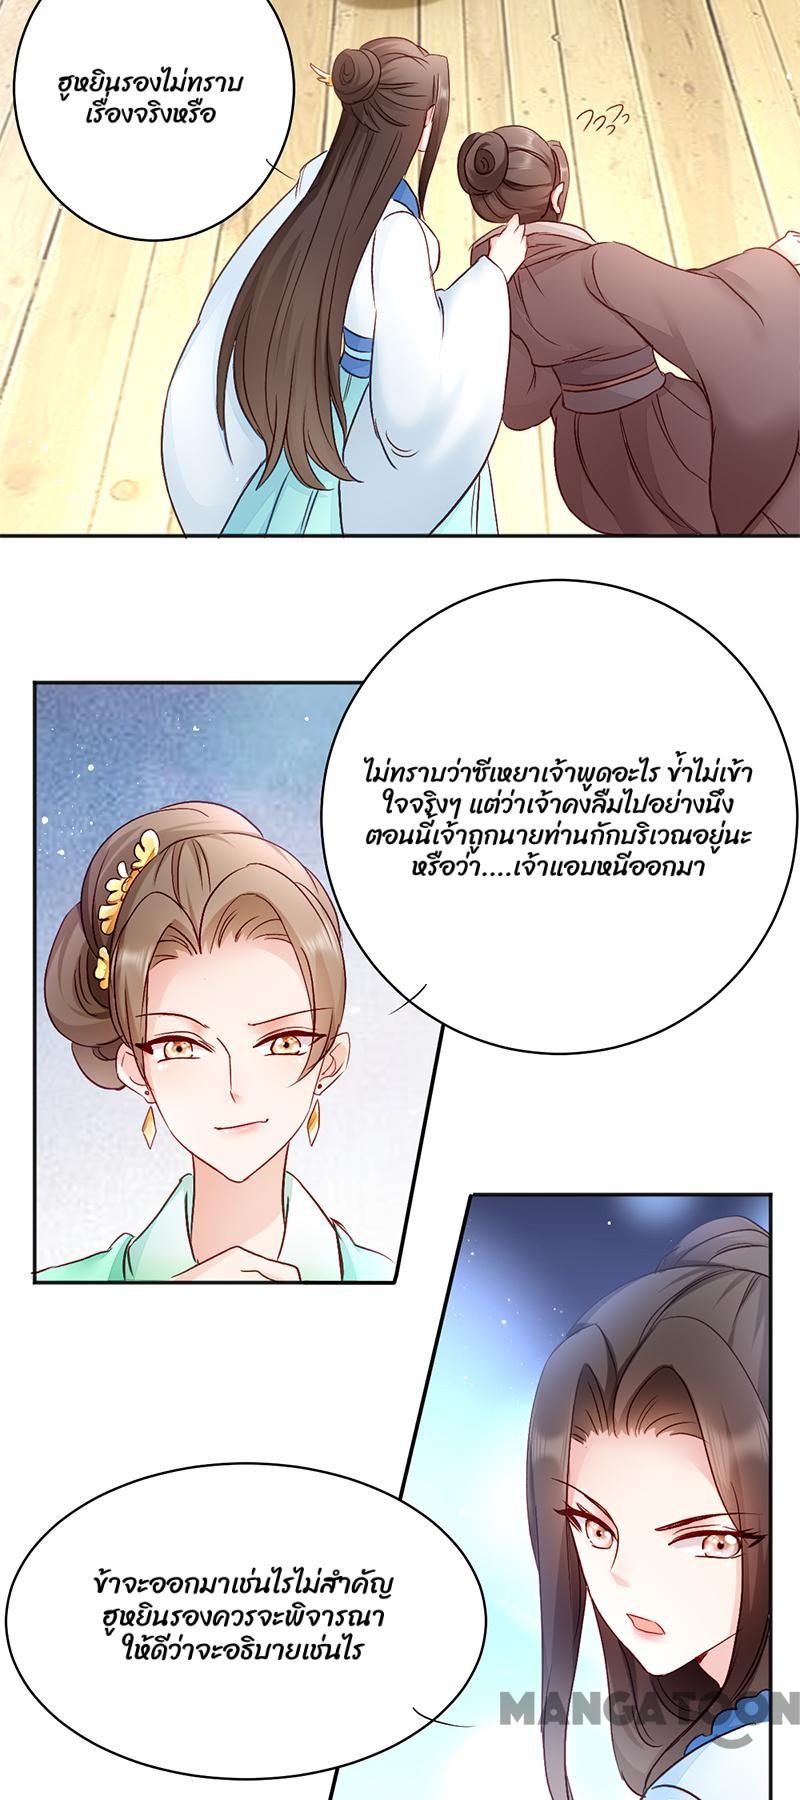 ฮูหยินรองไม่ทราบ
เรื่องจริงหรือ
ไม่ทราบว่าซีเหยาเจ้าพูดอะไร ข้ำไม่เข้า
ใจจริงๆ แต่ว่าเจ้าคงลืมไปอย่างนึง
ตอนนี้เจ้าถูกนายท่านกักบริเวณอยู่นะ
หรือว่า....เจ้าแอบหนีออกมา
ข้าจะออกมาเช่นไรไม่สำคัญ
ฮูหยินรองควรจะพิจารณา
ให้ดีว่าจะอธิบายเช่นไร
MANGATOON